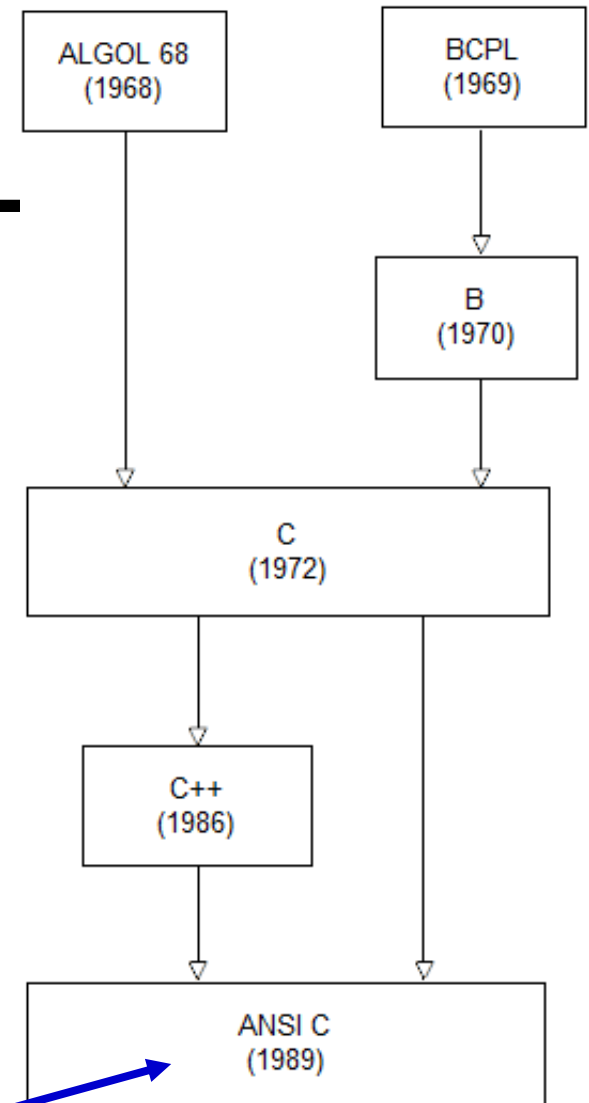 ALGOL 68
(1968)
BCPL
(1969)
B
(1970)
C
(1972)
C++
(1986)
ANSI C
(1989)